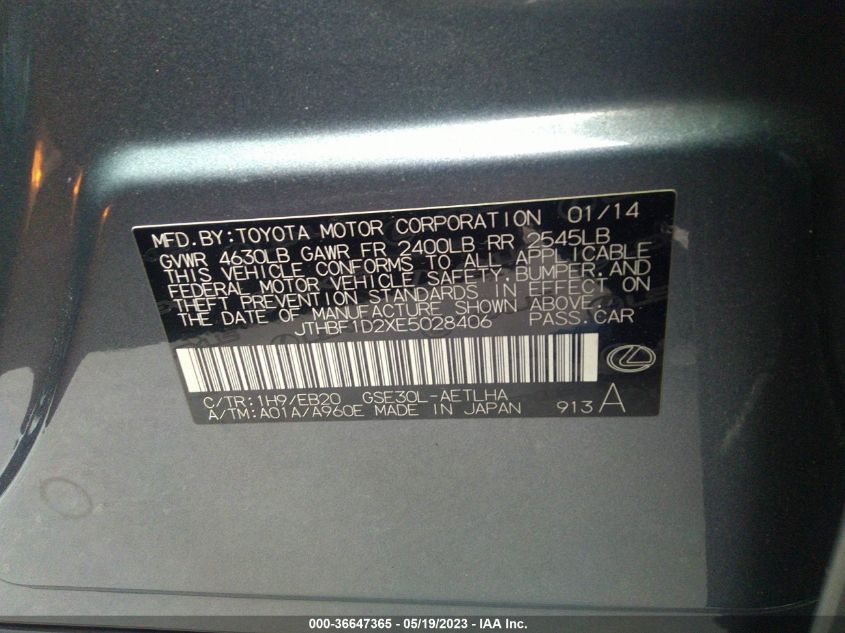 MFD.BY:TOYOTA MOTOR CORPORATION 01/14
GVWR 4630LB GAWR FR 2400LB RR 2545LB
THIS VEHICLE CONFORMS TO ALL APPLICABLE
FEDERAL MOTOR VEHICLE SAFETY,BUMPER,AND
THEFT PREVENTION STANDARDS IN EFFECT ON
THE DATE OF MANUFACTURE SHOWN ABOVE.
JTHBF1D2XE5028406 PASS.CAR
C/TR:1H9/EB20 GSE30L-AETLHA
A/TM:A01A/A960E MADE IN JAPAN 913 A
000-36647365 - 05/19/2023 - IAA Inc.